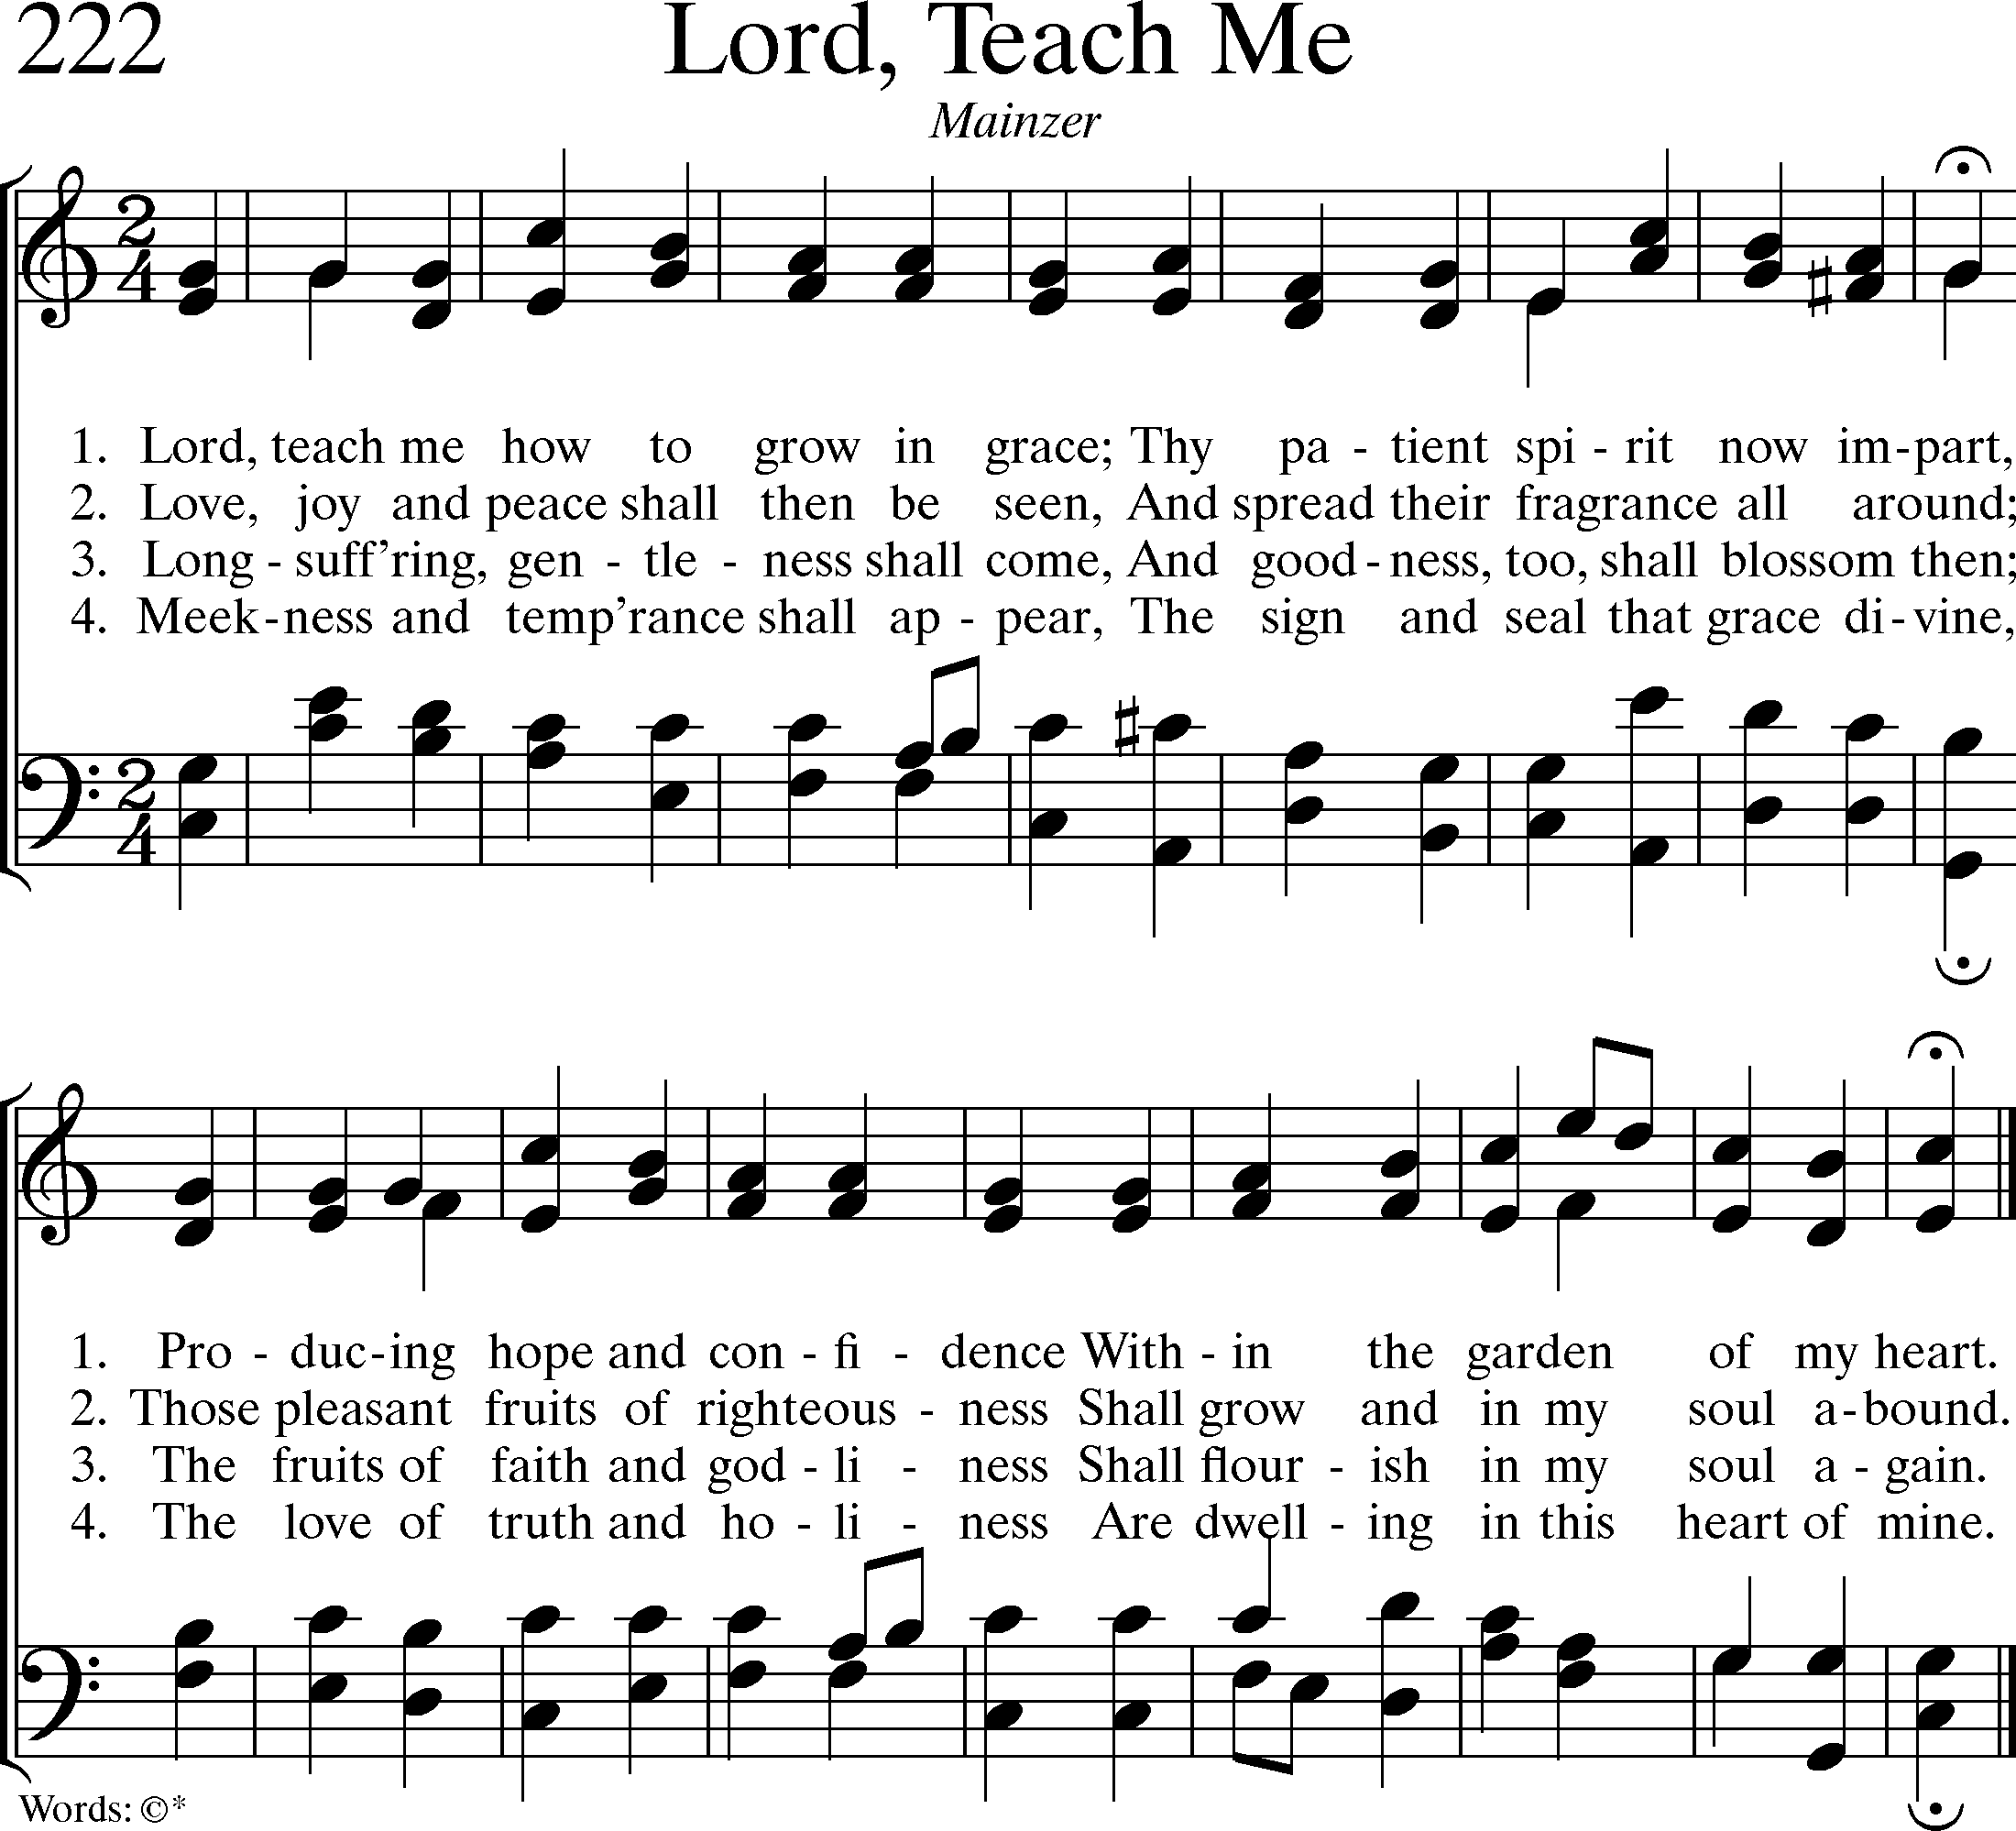 222 Lord, Teach Me
Mainzer
1. Lord, teach me how to grow in grace; Thy pa - tient spi - rit now im-part,
2. Love, joy and peace shall then be seen, And spread their fragrance all around;
3. Long - suff’ring, gen - tle - ness shall come, And good - ness, too, shall blossom then;
4. Meek-ness and temp’rance shall ap - pear, The sign and seal that grace di-vine,
1. Pro - duc-ing hope and con - fi - dence With - in the garden of my heart.
2. Those pleasant fruits of righteous - ness Shall grow and in my soul a-bound.
3. The fruits of faith and god - li - ness Shall flour - ish in my soul a - gain.
4. The love of truth and ho - li - ness Are dwell - ing in this heart of mine.
Words: ©*